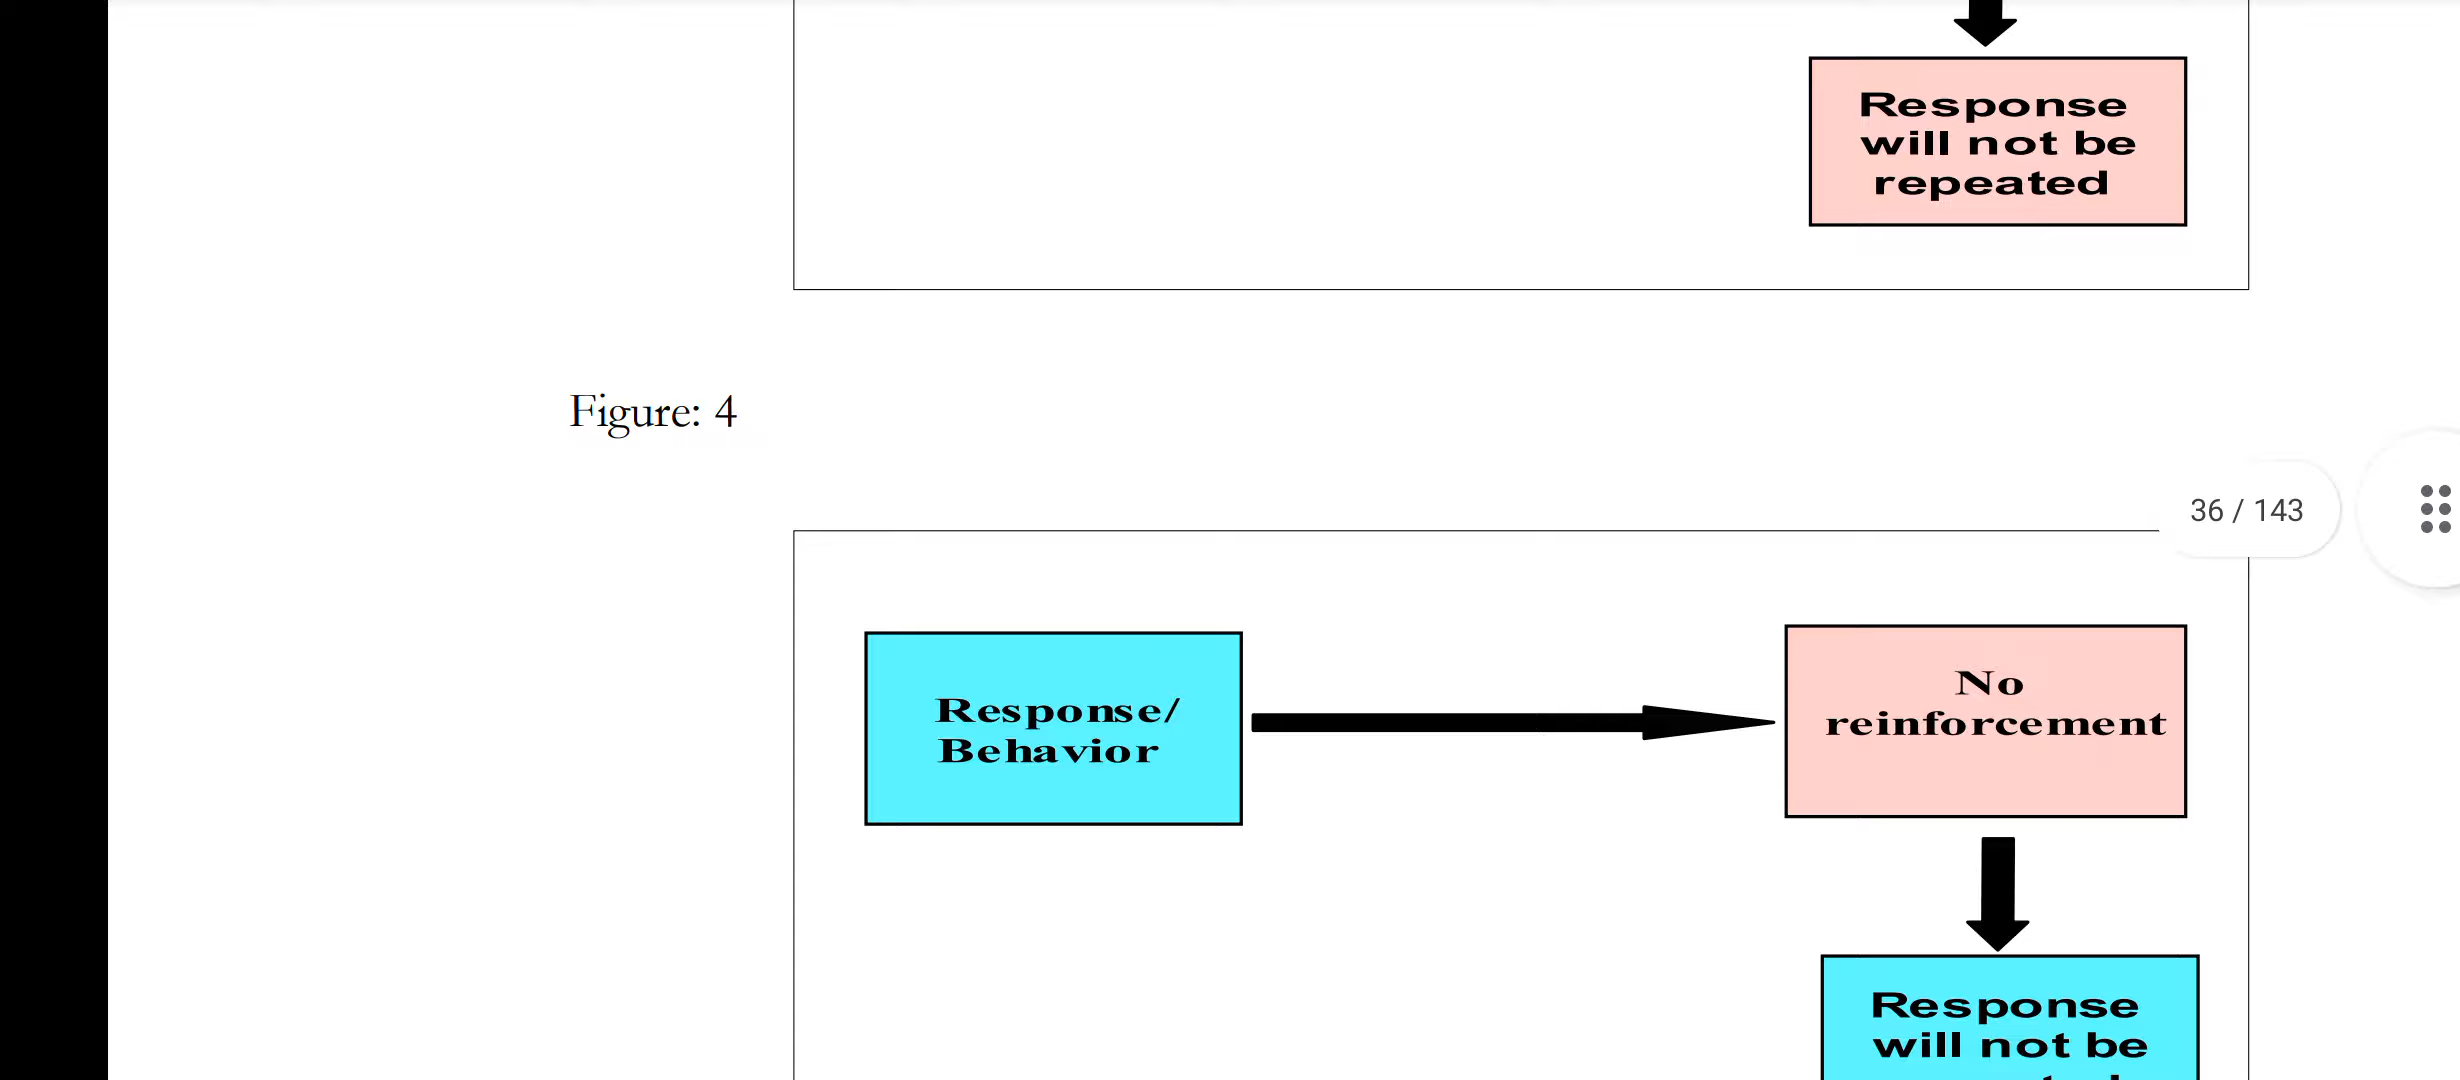 Response
will not be
repeated
Figure: 4
36 / 143
Response/
Behavior
No
reinforcement
Response
will not be